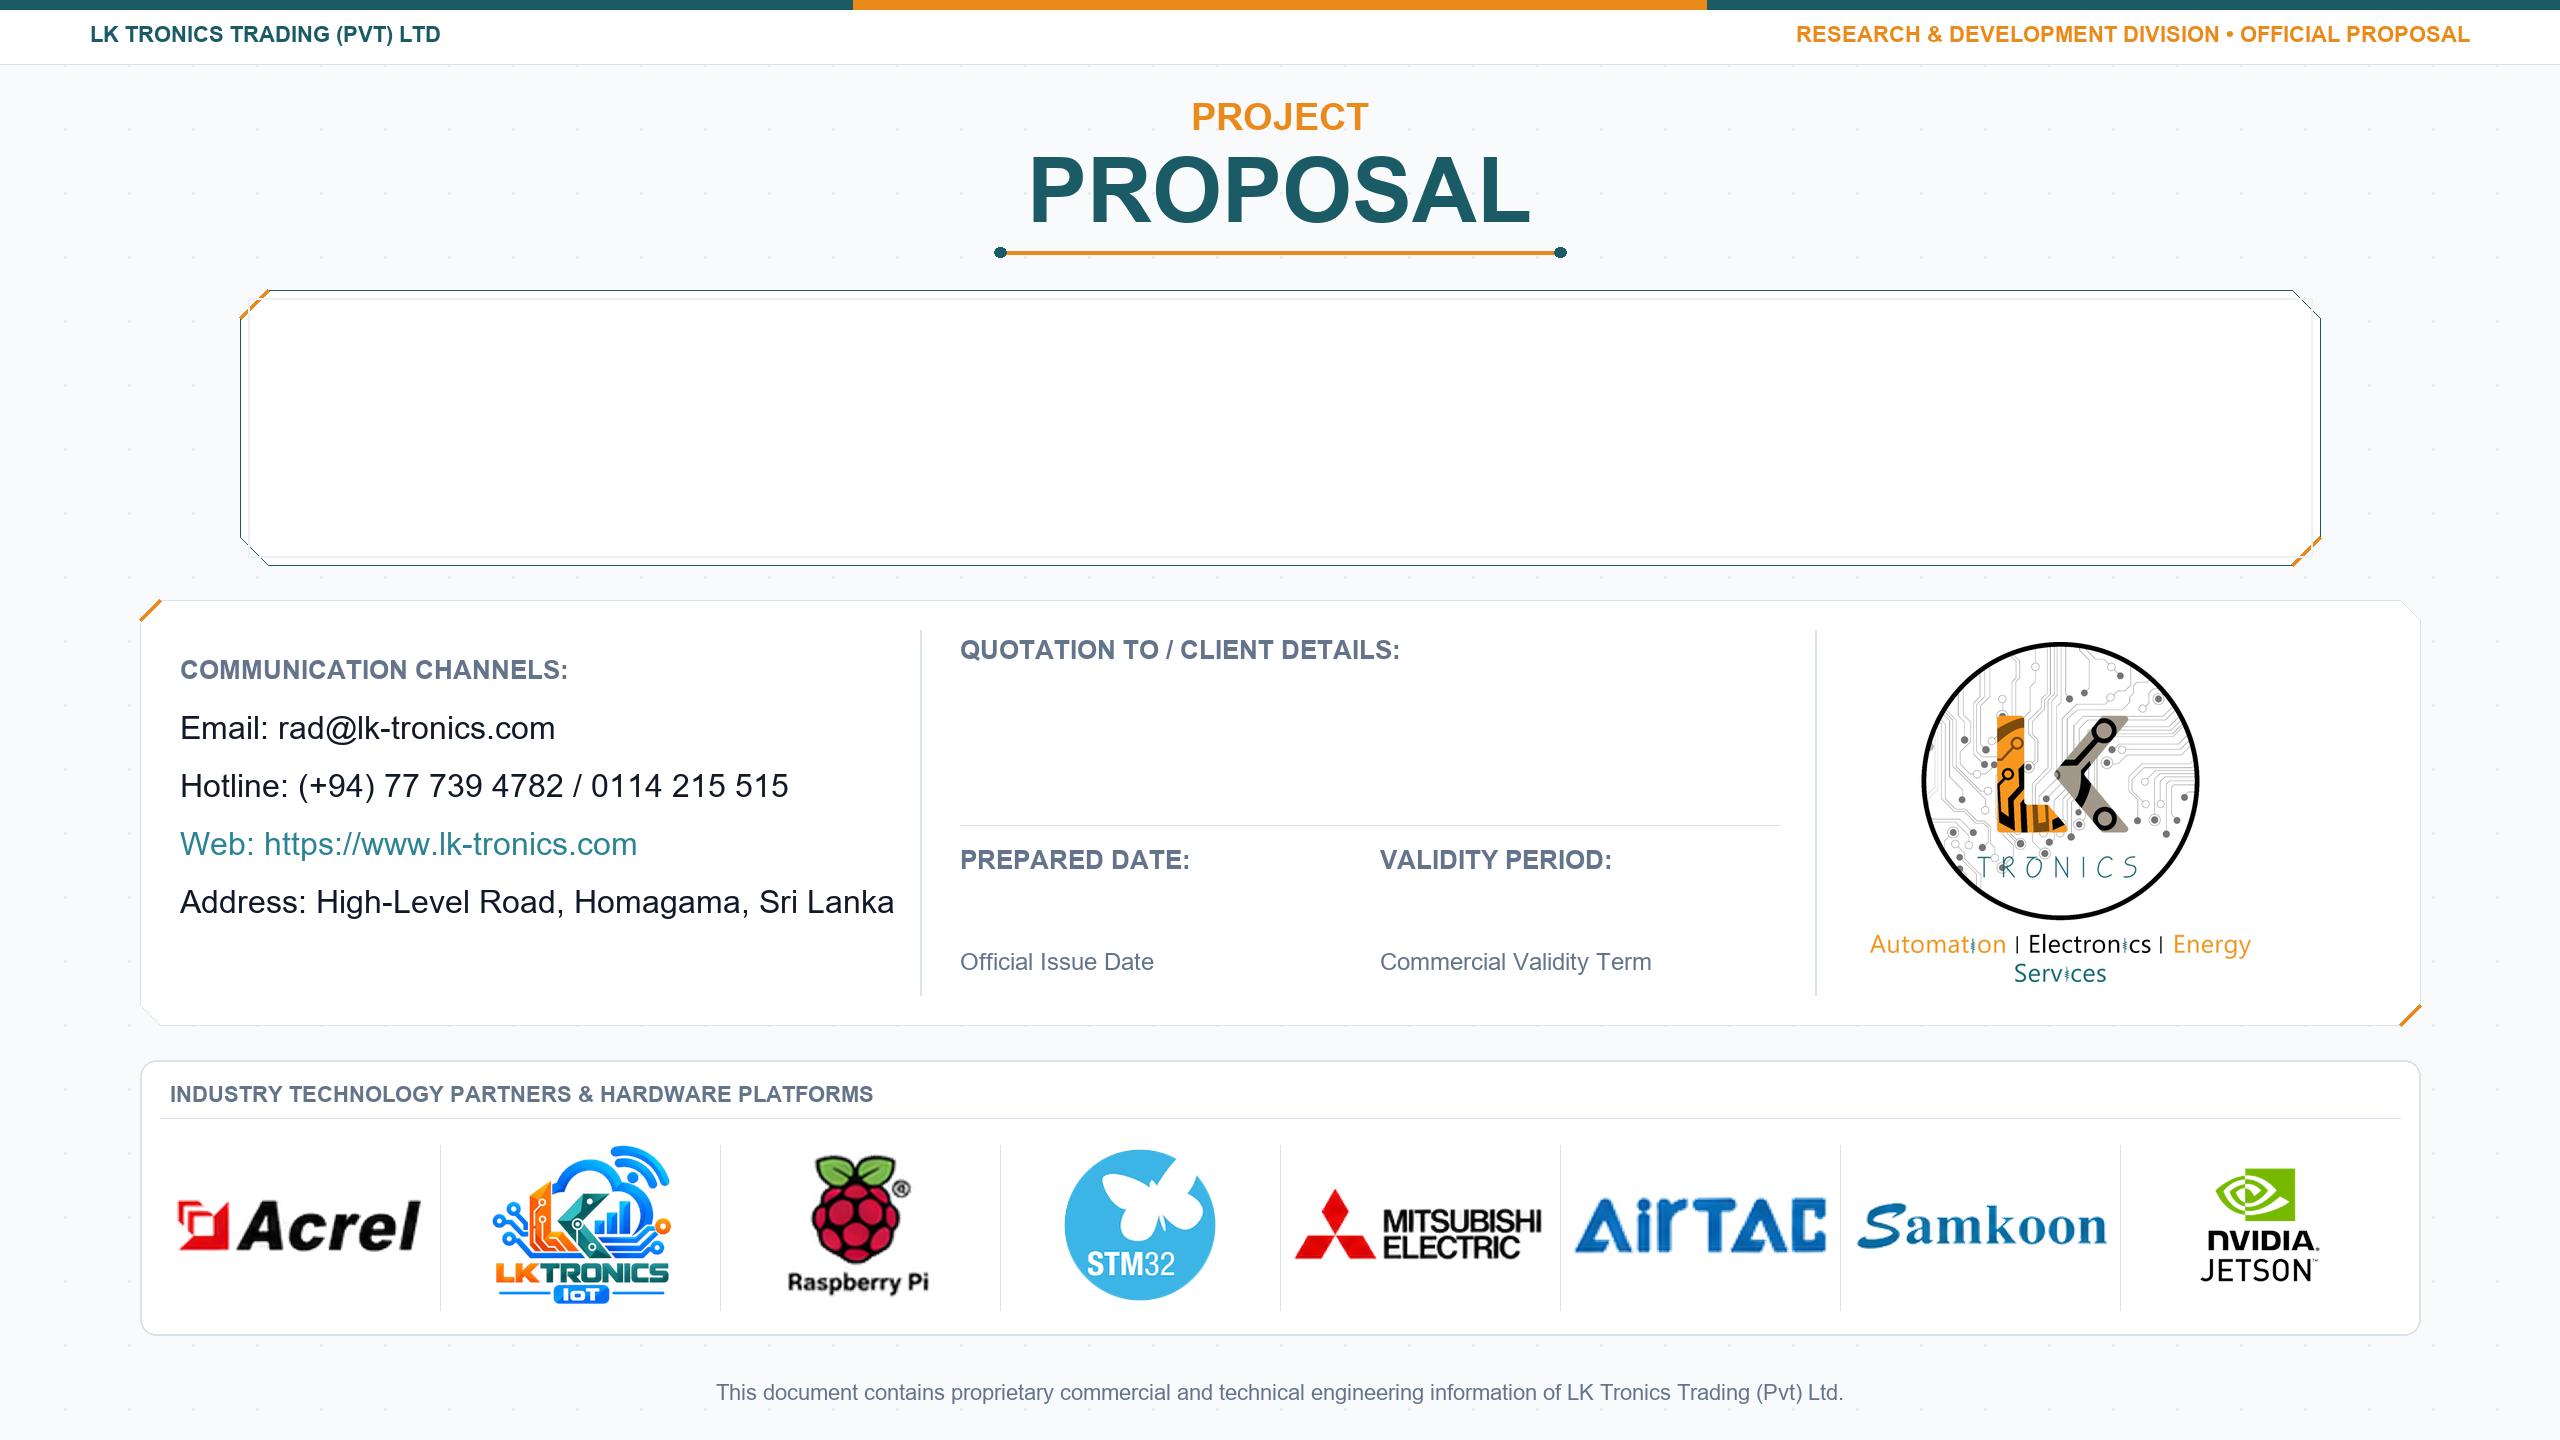 LK TRONICS TRADING (PVT) LTD
RESEARCH & DEVELOPMENT DIVISION • OFFICIAL PROPOSAL
PROJECT
PROPOSAL
COMMUNICATION CHANNELS:
Email: rad@lk-tronics.com
Hotline: (+94) 77 739 4782 / 0114 215 515
Web: https://www.lk-tronics.com
Address: High-Level Road, Homagama, Sri Lanka
QUOTATION TO / CLIENT DETAILS:
PREPARED DATE:
VALIDITY PERIOD:
Official Issue Date
Commercial Validity Term
LK
TRONICS
Automation | Electronics | Energy
Services
INDUSTRY TECHNOLOGY PARTNERS & HARDWARE PLATFORMS
Acrel
LK
LKTRONICS
IoT
Raspberry Pi
®
STM32
MITSUBISHI
ELECTRIC
AirTAC
Samkoon
NVIDIA.
JETSON™
This document contains proprietary commercial and technical engineering information of LK Tronics Trading (Pvt) Ltd.